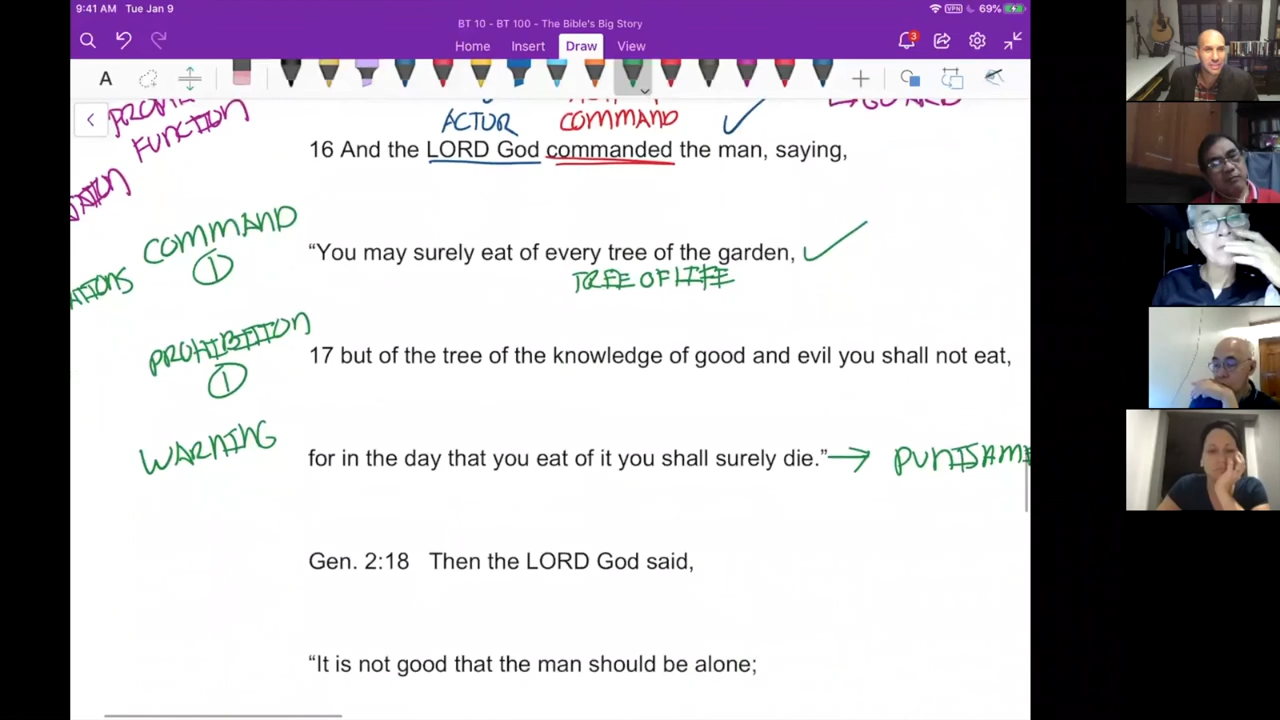 9:41 AM Tue Jan 9
VPN 69%
BT 10 - BT 100 - The Bible's Big Story
Home Insert Draw View
3
A
FUNCTION
ACTOR
COMMAND
16 And the LORD God commanded the man, saying,
COMMAND
1
“You may surely eat of every tree of the garden,
TREE OF LIFE
PROHIBITION
1
17 but of the tree of the knowledge of good and evil you shall not eat,
WARNING
for in the day that you eat of it you shall surely die.” → PUNISHM
Gen. 2:18 Then the LORD God said,
“It is not good that the man should be alone;